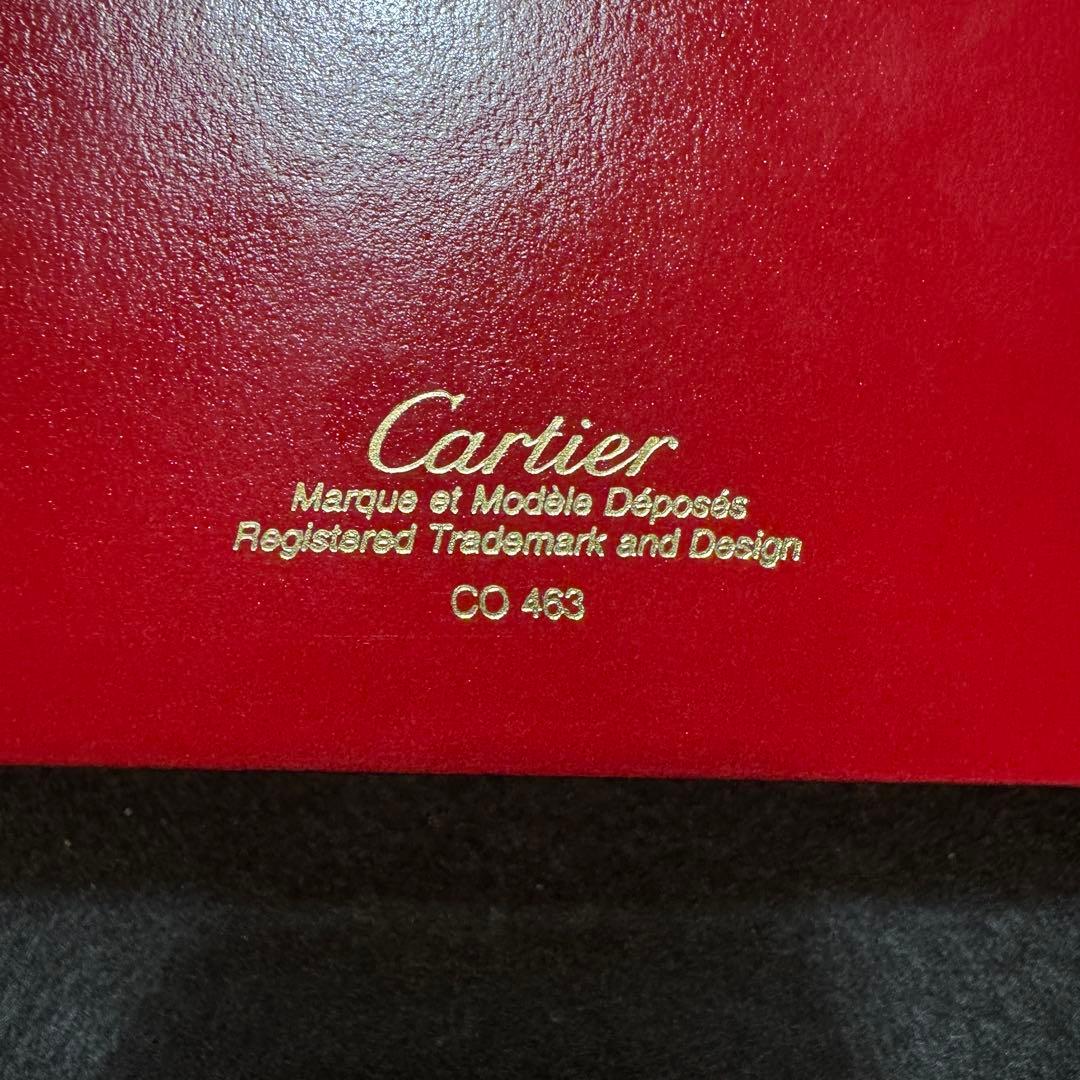 Cartier
Marque et Modèle Déposés
Registered Trademark and Design
CO 463